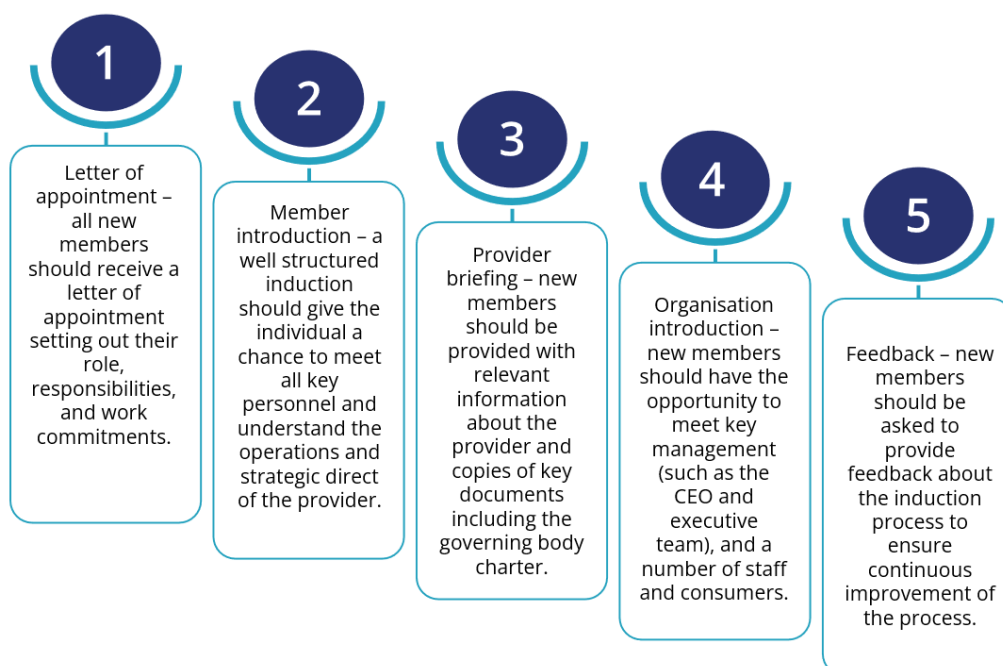 1
Letter of
appointment –
all new
members
should receive a
letter of
appointment
setting out their
role,
responsibilities,
and work
commitments.
2
Member
introduction – a
well structured
induction
should give the
individual a
chance to meet
all key
personnel and
understand the
operations and
strategic direct
of the provider.
3
Provider
briefing – new
members
should be
provided with
relevant
information
about the
provider and
copies of key
documents
including the
governing body
charter.
4
Organisation
introduction –
new members
should have the
opportunity to
meet key
management
(such as the
CEO and
executive
team), and a
number of staff
and consumers.
5
Feedback – new
members
should be
asked to
provide
feedback about
the induction
process to
ensure
continuous
improvement of
the process.